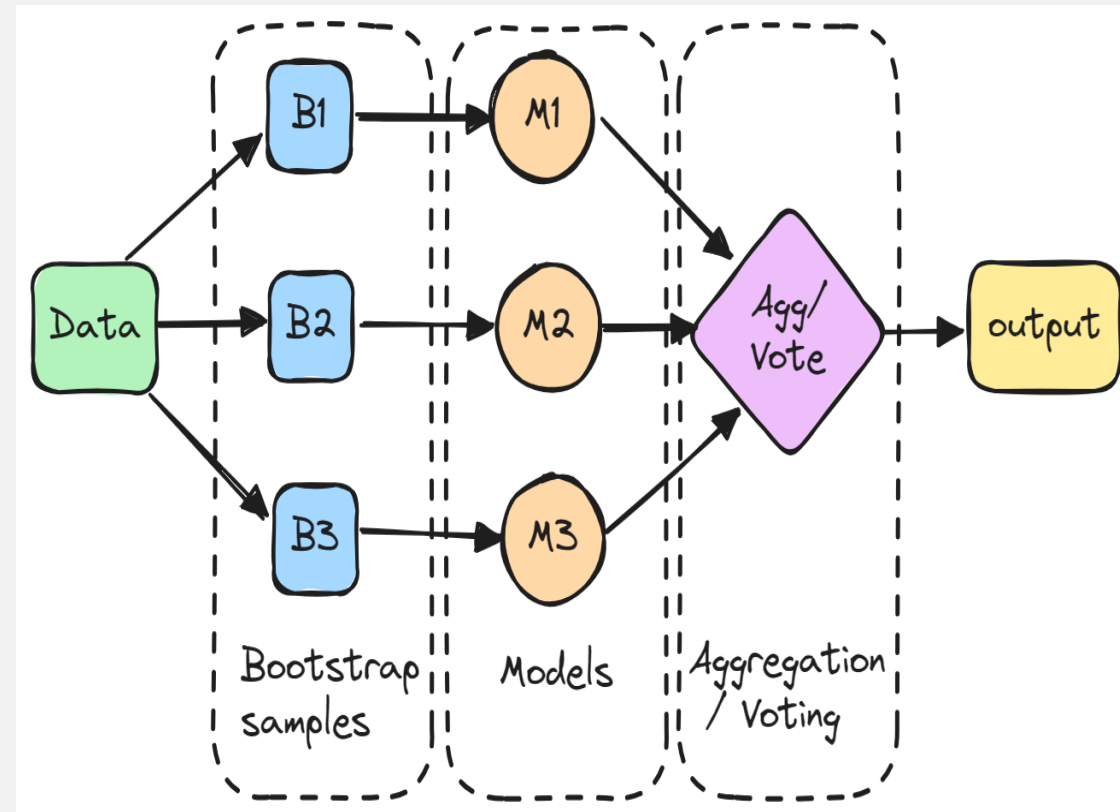 B1
M1
Data
B2
M2
Agg/
Vote
output
B3
M3
Bootstrap
samples
Models
Aggregation
/ Voting